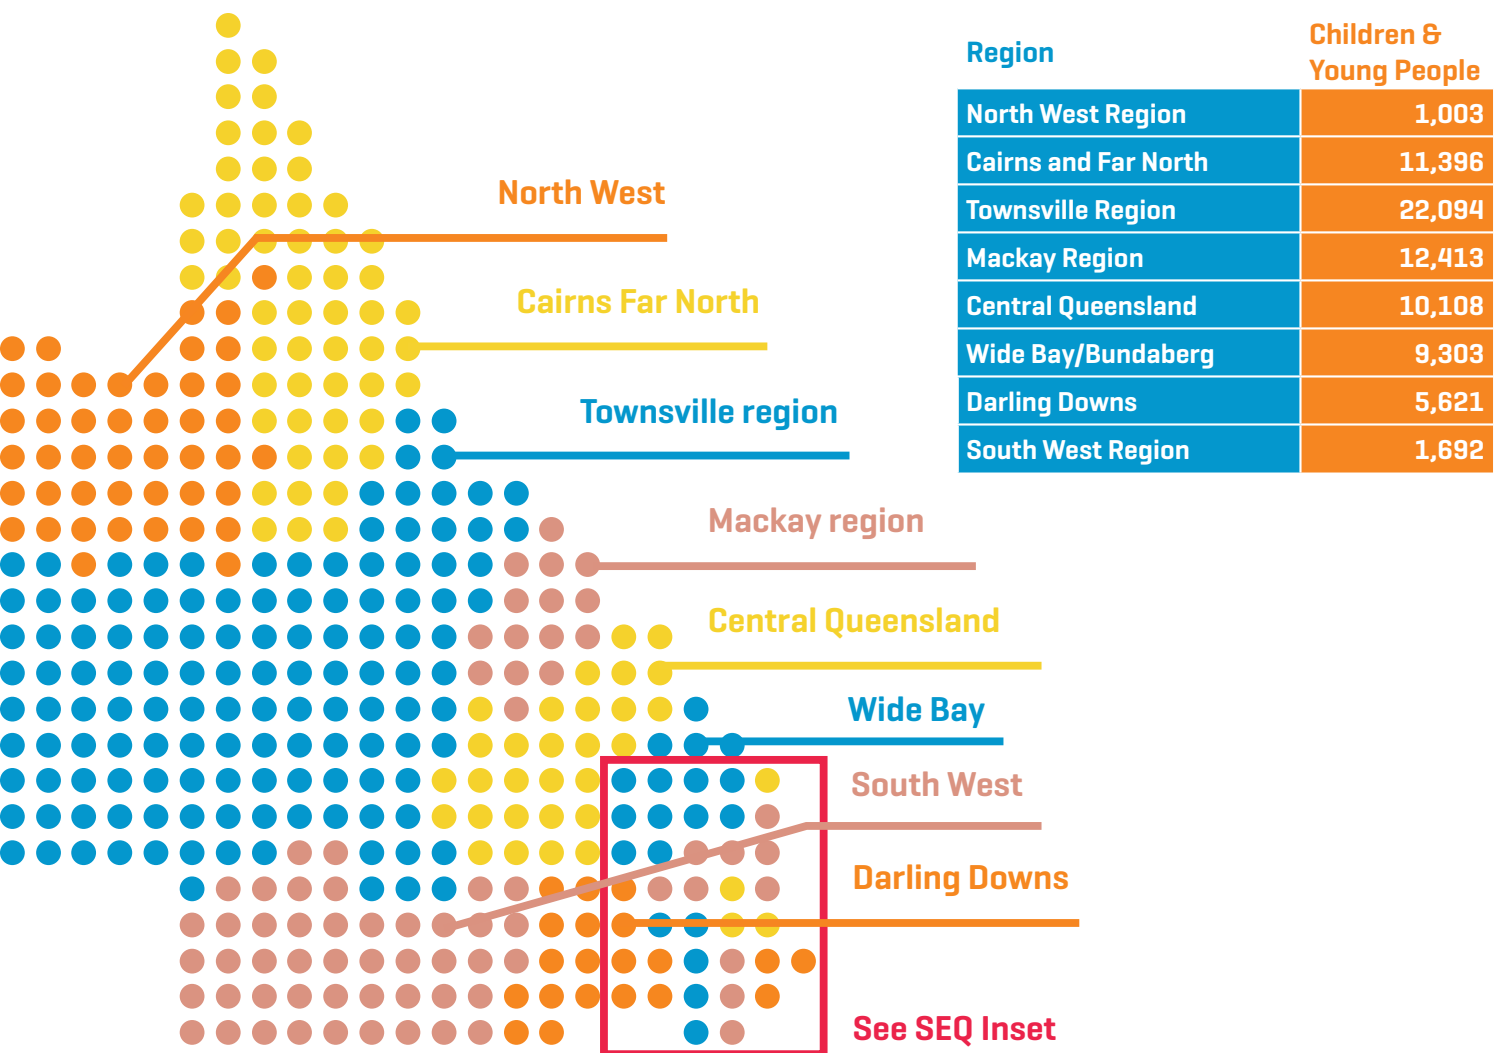 Region
Children &
Young People
North West Region 1,003
Cairns and Far North 11,396
Townsville Region 22,094
Mackay Region 12,413
Central Queensland 10,108
Wide Bay/Bundaberg 9,303
Darling Downs 5,621
South West Region 1,692
North West
Cairns Far North
Townsville region
Mackay region
Central Queensland
Wide Bay
South West
Darling Downs
See SEQ Inset